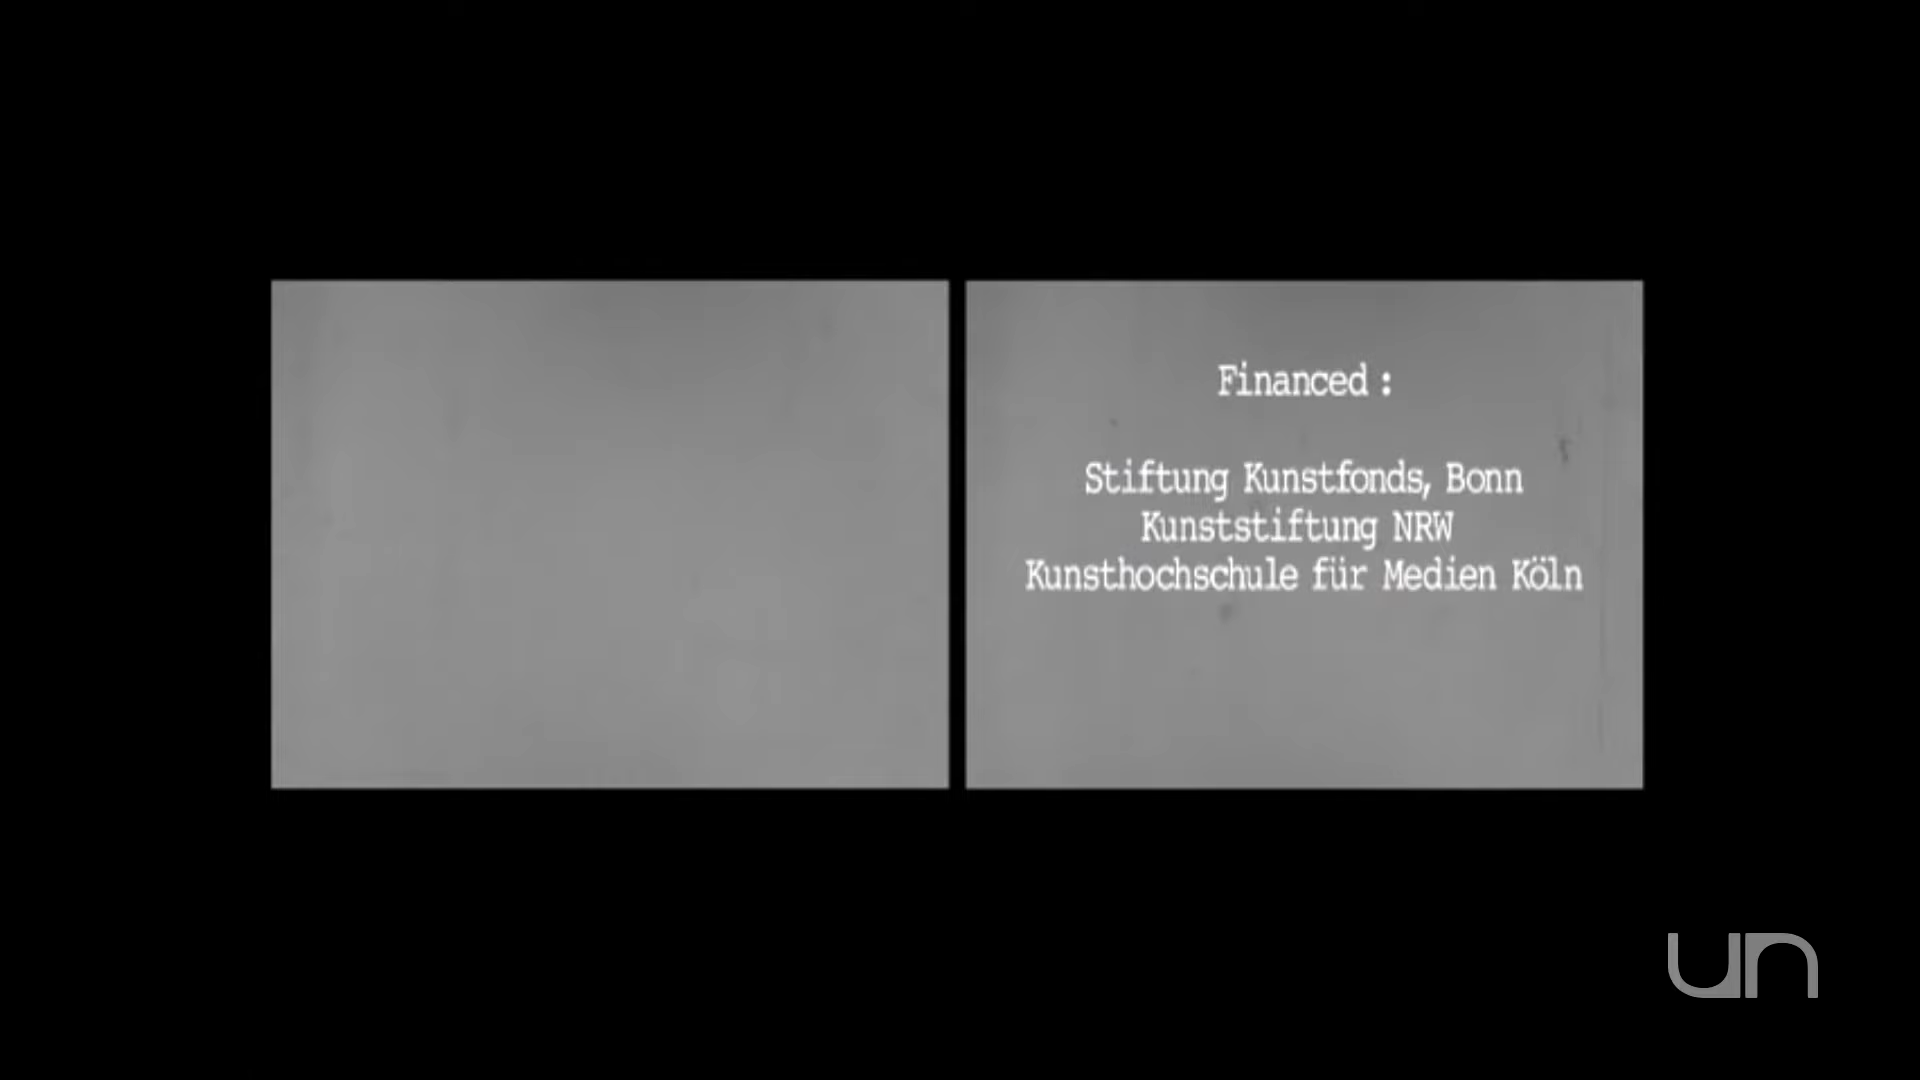 Financed :
Stiftung Kunstfonds, Bonn
Kunststiftung NRW
Kunsthochschule für Medien Köln
un